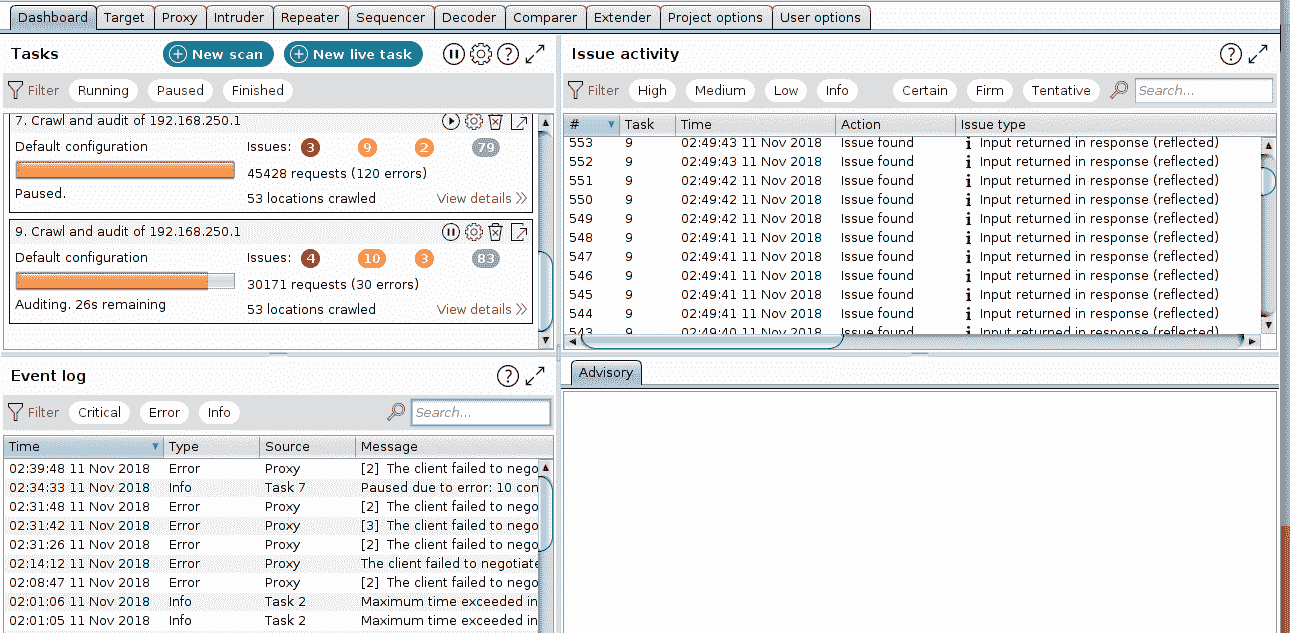 Dashboard Target Proxy Intruder Repeater Sequencer Decoder Comparer Extender Project options User options
Tasks
New scan
New live task
Filter Running Paused Finished
7. Crawl and audit of 192.168.250.1
Default configuration
Issues: 3 9 2 79
45428 requests (120 errors)
Paused.
53 locations crawled
View details
9. Crawl and audit of 192.168.250.1
Default configuration
Issues: 4 10 3 83
30171 requests (30 errors)
Auditing. 26s remaining
53 locations crawled
View details
Issue activity
Filter High Medium Low Info Certain Firm Tentative Search...
# Task Time Action Issue type
553 9 02:49:43 11 Nov 2018 Issue found Input returned in response (reflected)
552 9 02:49:43 11 Nov 2018 Issue found Input returned in response (reflected)
551 9 02:49:42 11 Nov 2018 Issue found Input returned in response (reflected)
550 9 02:49:42 11 Nov 2018 Issue found Input returned in response (reflected)
549 9 02:49:42 11 Nov 2018 Issue found Input returned in response (reflected)
548 9 02:49:41 11 Nov 2018 Issue found Input returned in response (reflected)
547 9 02:49:41 11 Nov 2018 Issue found Input returned in response (reflected)
546 9 02:49:41 11 Nov 2018 Issue found Input returned in response (reflected)
545 9 02:49:41 11 Nov 2018 Issue found Input returned in response (reflected)
544 9 02:49:41 11 Nov 2018 Issue found Input returned in response (reflected)
543 9 02:49:40 11 Nov 2018 Issue found Input returned in response (reflected)
Event log
Filter Critical Error Info Search...
Time Type Source Message
02:39:48 11 Nov 2018 Error Proxy [2] The client failed to nego
02:34:33 11 Nov 2018 Info Task 7 Paused due to error: 10 con
02:31:48 11 Nov 2018 Error Proxy [2] The client failed to nego
02:31:42 11 Nov 2018 Error Proxy [3] The client failed to nego
02:31:26 11 Nov 2018 Error Proxy [2] The client failed to nego
02:14:12 11 Nov 2018 Error Proxy The client failed to negotiate
02:08:47 11 Nov 2018 Error Proxy [2] The client failed to nego
02:01:06 11 Nov 2018 Info Task 2 Maximum time exceeded in
02:01:05 11 Nov 2018 Info Task 2 Maximum time exceeded in
Advisory